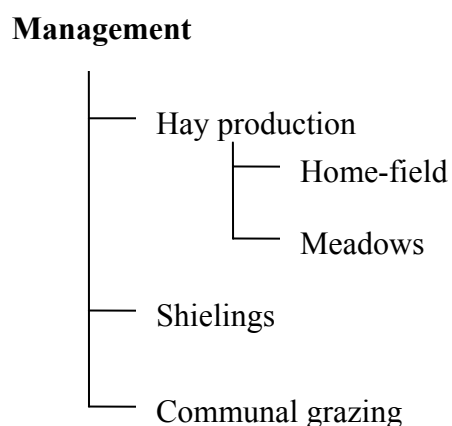 Management
Hay production
Home-field
Meadows
Shielings
Communal grazing